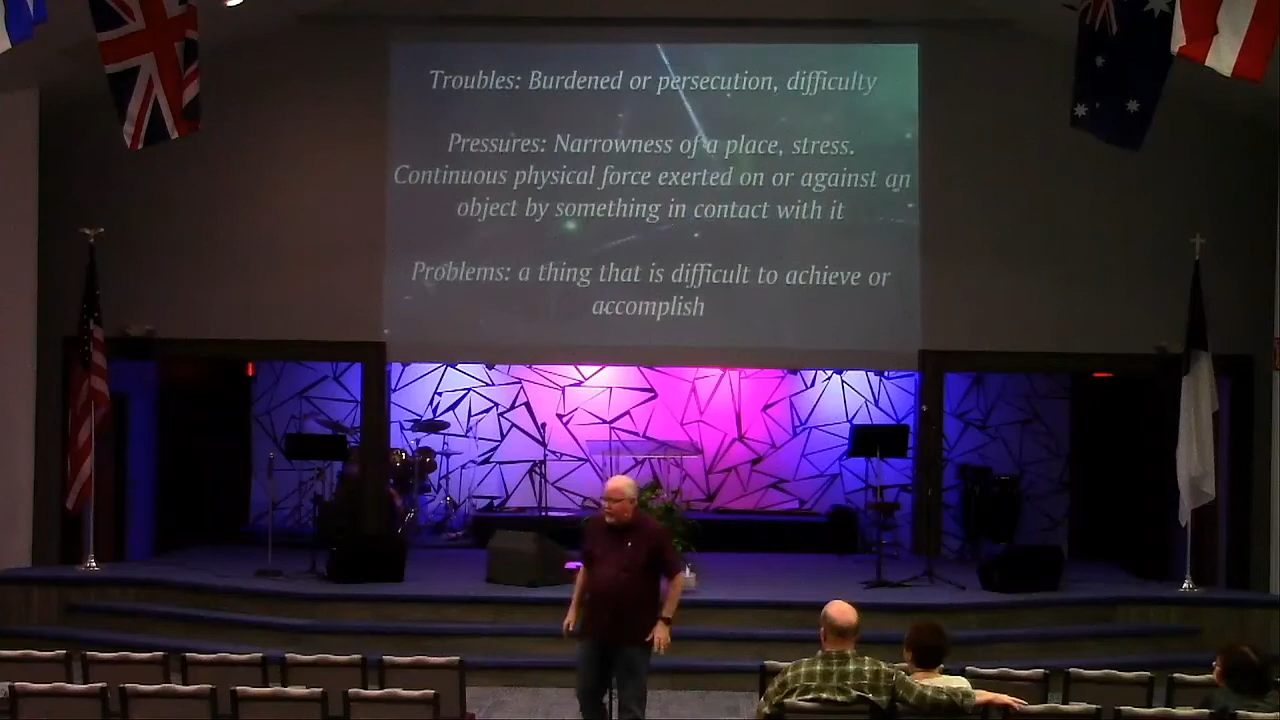 Troubles: Burdened or persecution, difficulty
Pressures: Narrowness of a place, stress.
Continuous physical force exerted on or against an
object by something in contact with it
Problems: a thing that is difficult to achieve or
accomplish